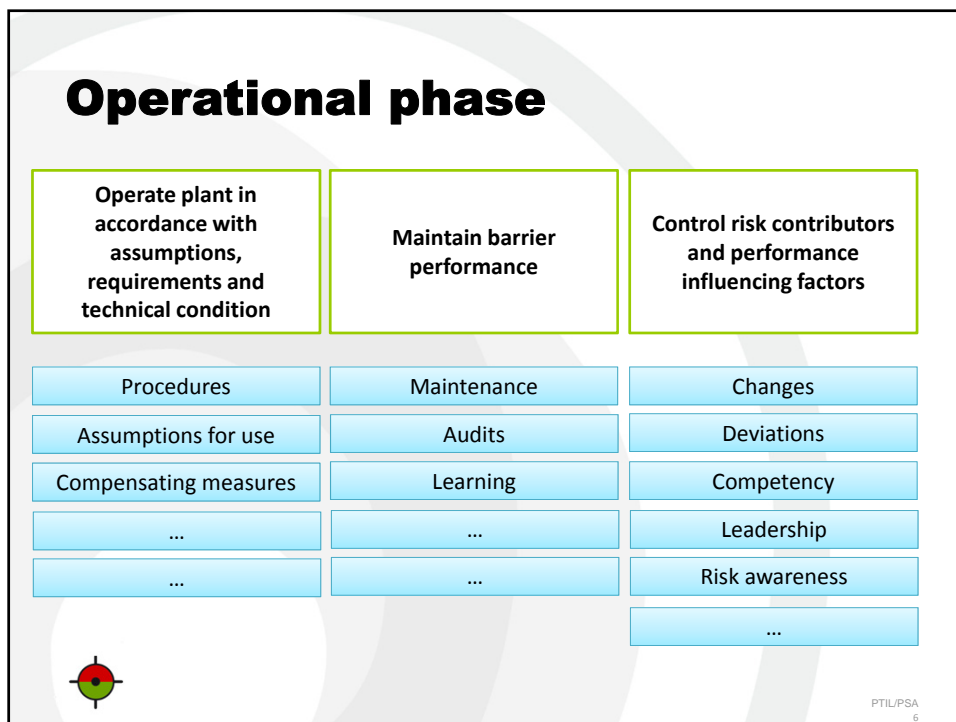 Operational phase
Operate plant in
accordance with
assumptions,
requirements and
technical condition
Maintain barrier
performance
Control risk contributors
and performance
influencing factors
Procedures
Maintenance
Changes
Assumptions for use
Audits
Deviations
Compensating measures
Learning
Competency
...
...
Leadership
...
...
Risk awareness
...
PTIL/PSA
6